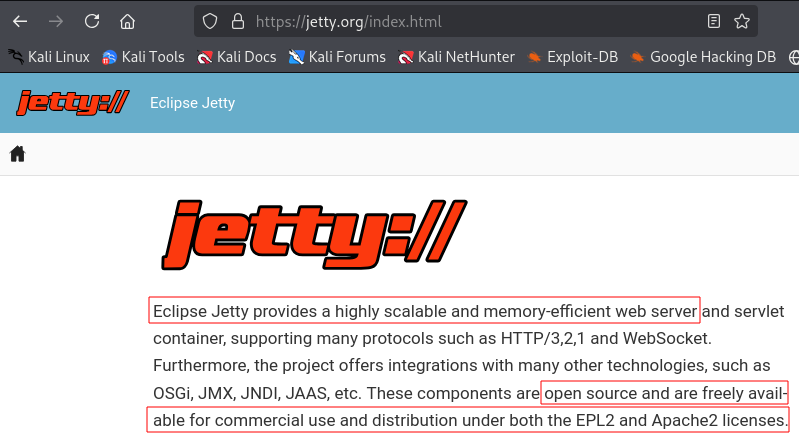 https://jetty.org/index.html
Kali Linux Kali Tools Kali Docs Kali Forums Kali NetHunter Exploit-DB Google Hacking DB
jetty:// Eclipse Jetty
jetty://
Eclipse Jetty provides a highly scalable and memory-efficient web server and servlet
container, supporting many protocols such as HTTP/3,2,1 and WebSocket.
Furthermore, the project offers integrations with many other technologies, such as
OSGi, JMX, JNDI, JAAS, etc. These components are open source and are freely avail-
able for commercial use and distribution under both the EPL2 and Apache2 licenses.